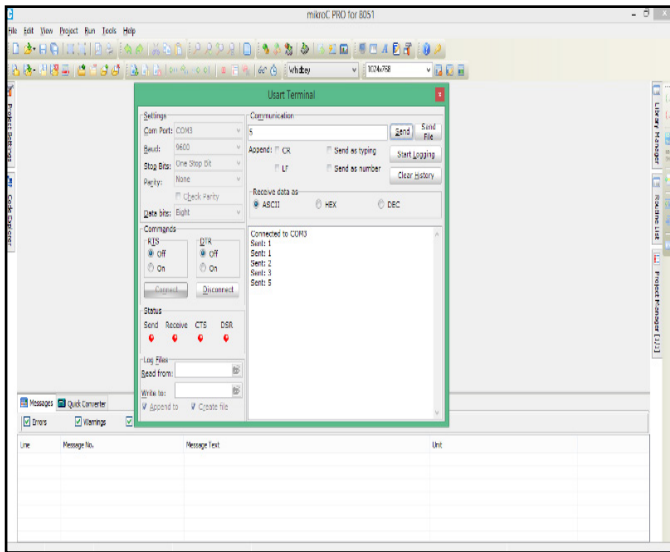 mikroC PRO for 8051
File Edit View Project Run Tools Help
Whidbey 1024x768
Usart Terminal
Settings
Com Port: COM3
Baud: 9600
Stop Bits: One Stop Bit
Parity: None
Check Parity
Data bits: Eight
Commands
RTS DTR
Off Off
On On
Connect Disconnect
Status
Send Receive CTS DSR
Log Files
Read from:
Write to:
Append to Create file
Communication
5 Send Send File
Append: CR Send as typing Start Logging
LF Send as number Clear History
Receive data as
ASCII HEX DEC
Connected to COM3
Sent: 1
Sent: 1
Sent: 2
Sent: 3
Sent: 5
Project Settings
Code Explorer
Library Manager
Routine List
Project Manager [1/1]
Messages Quick Converter
Errors Warnings
Line Message No. Message Text Unit